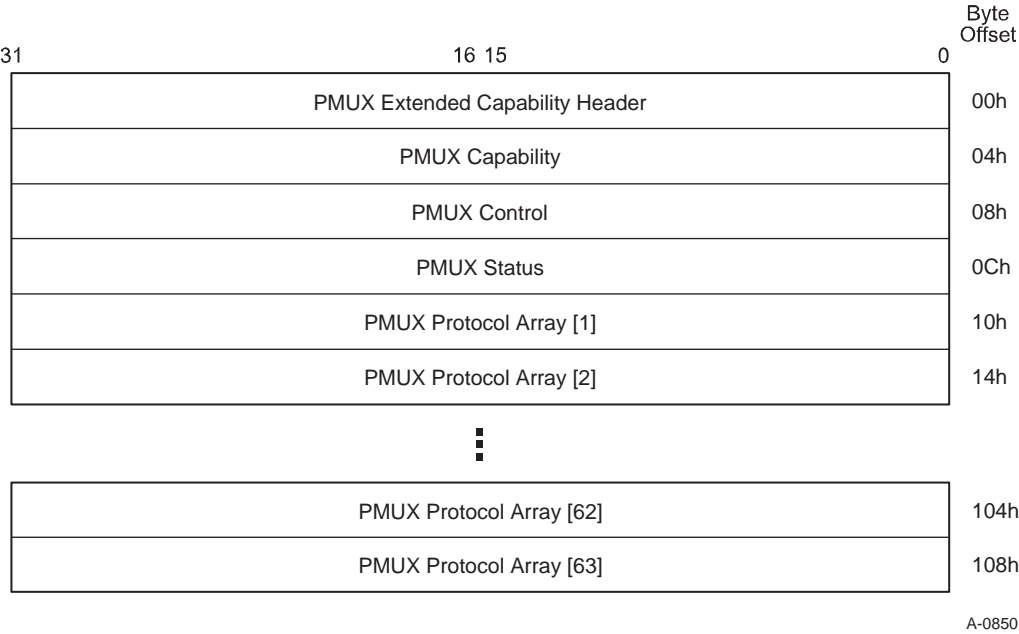 Byte
Offset
31 16 15 0
PMUX Extended Capability Header 00h
PMUX Capability 04h
PMUX Control 08h
PMUX Status 0Ch
PMUX Protocol Array [1] 10h
PMUX Protocol Array [2] 14h
PMUX Protocol Array [62] 104h
PMUX Protocol Array [63] 108h
A-0850